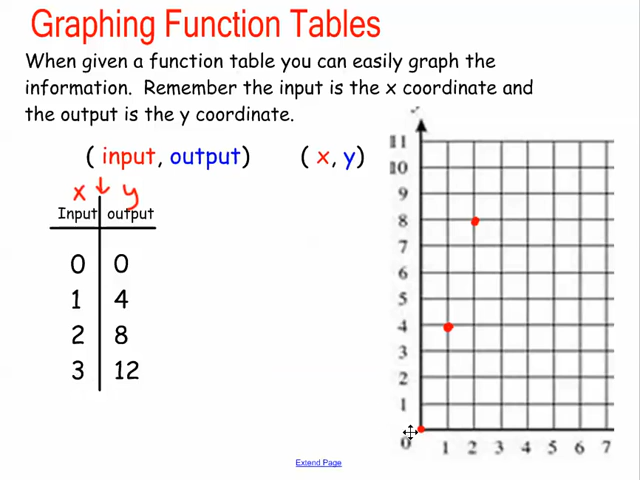 Graphing Function Tables
When given a function table you can easily graph the
information. Remember the input is the x coordinate and
the output is the y coordinate.
( input, output) ( x, y)
x y
Input output
0 0
1 4
2 8
3 12
11
10
9
8
7
6
5
4
3
2
1
0 1 2 3 4 5 6 7
Extend Page